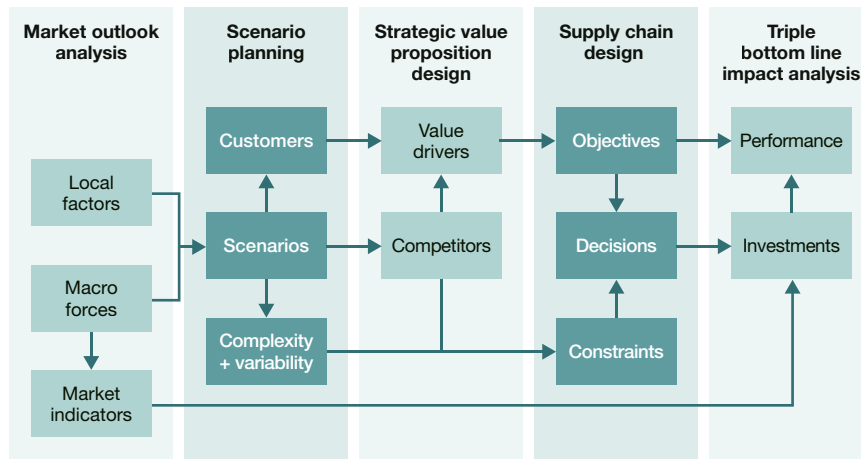 Market outlook
analysis
Scenario
planning
Strategic value
proposition
design
Supply chain
design
Triple
bottom line
impact analysis
Local
factors
Macro
forces
Market
indicators
Customers
Scenarios
Complexity
+ variability
Value
drivers
Competitors
Objectives
Decisions
Constraints
Performance
Investments